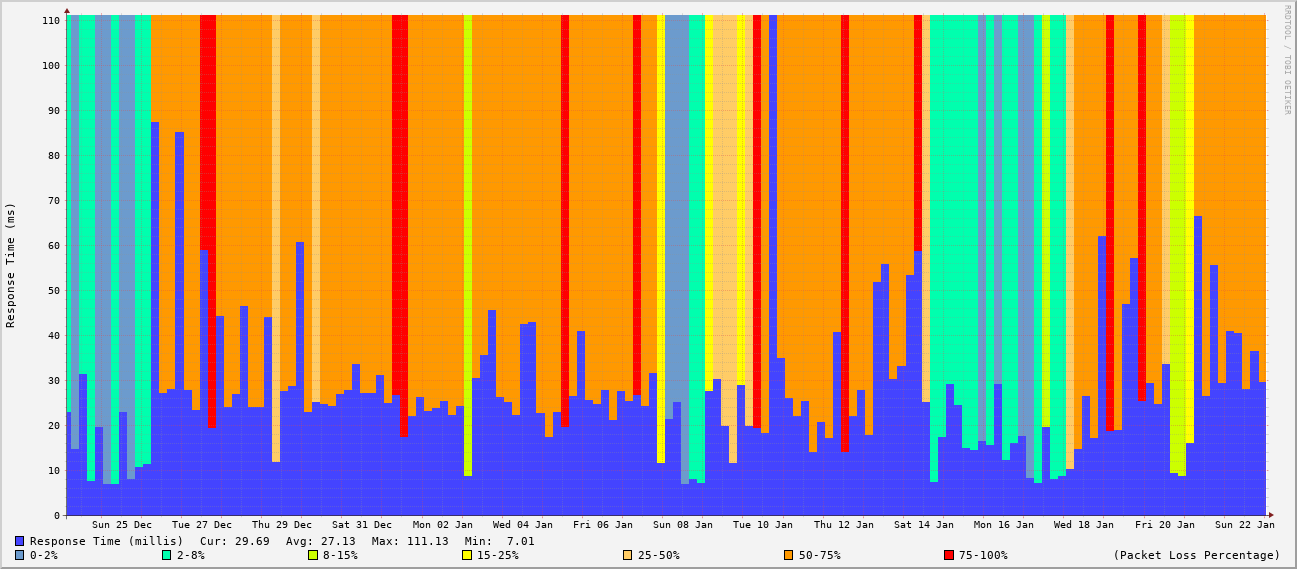 110
100
90
80
70
60
50
40
30
20
10
0
Response Time (ms)
RRDTOOL / TOBI OETIKER
Sun 25 Dec Tue 27 Dec Thu 29 Dec Sat 31 Dec Mon 02 Jan Wed 04 Jan Fri 06 Jan Sun 08 Jan Tue 10 Jan Thu 12 Jan Sat 14 Jan Mon 16 Jan Wed 18 Jan Fri 20 Jan Sun 22 Jan
Response Time (millis) Cur: 29.69 Avg: 27.13 Max: 111.13 Min: 7.01
0-2% 2-8% 8-15% 15-25% 25-50% 50-75% 75-100% (Packet Loss Percentage)